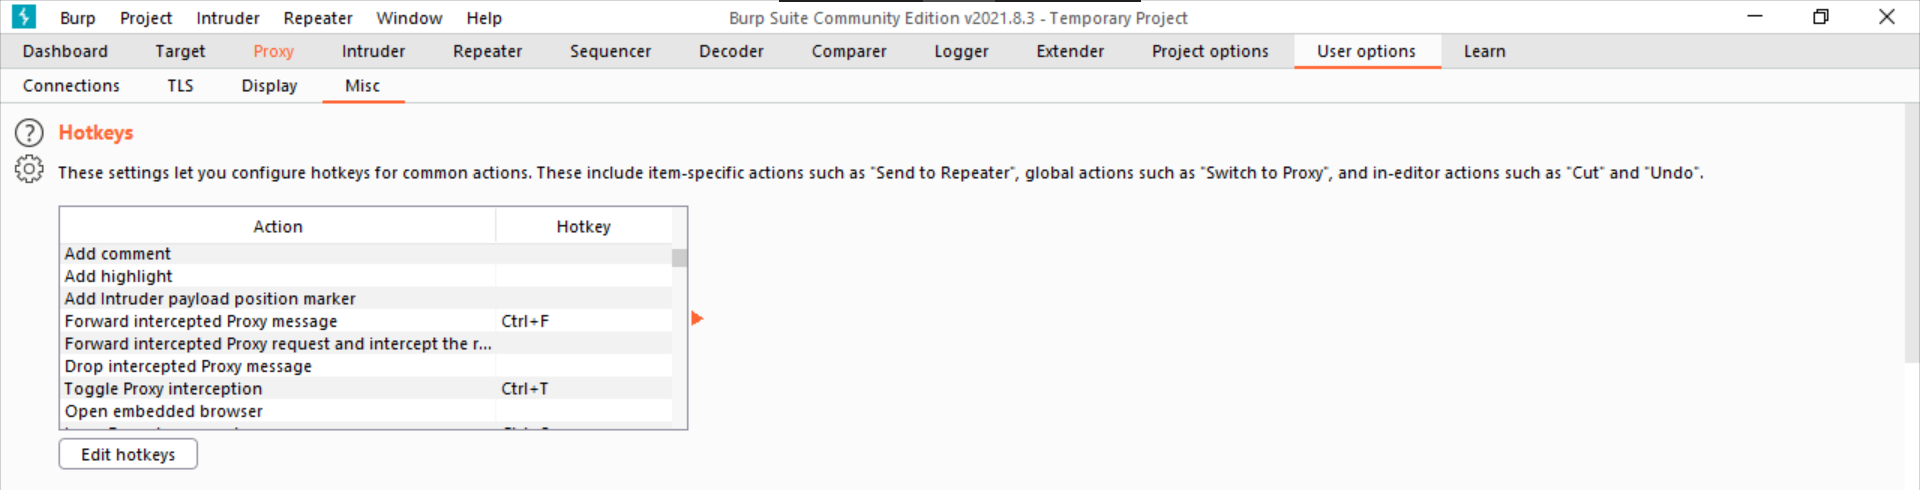 Burp Project Intruder Repeater Window Help Burp Suite Community Edition v2021.8.3 - Temporary Project
Dashboard Target Proxy Intruder Repeater Sequencer Decoder Comparer Logger Extender Project options User options Learn
Connections TLS Display Misc
Hotkeys
These settings let you configure hotkeys for common actions. These include item-specific actions such as "Send to Repeater", global actions such as "Switch to Proxy", and in-editor actions such as "Cut" and "Undo".
Action Hotkey
Add comment
Add highlight
Add Intruder payload position marker
Forward intercepted Proxy message Ctrl+F
Forward intercepted Proxy request and intercept the r...
Drop intercepted Proxy message
Toggle Proxy interception Ctrl+T
Open embedded browser
Edit hotkeys